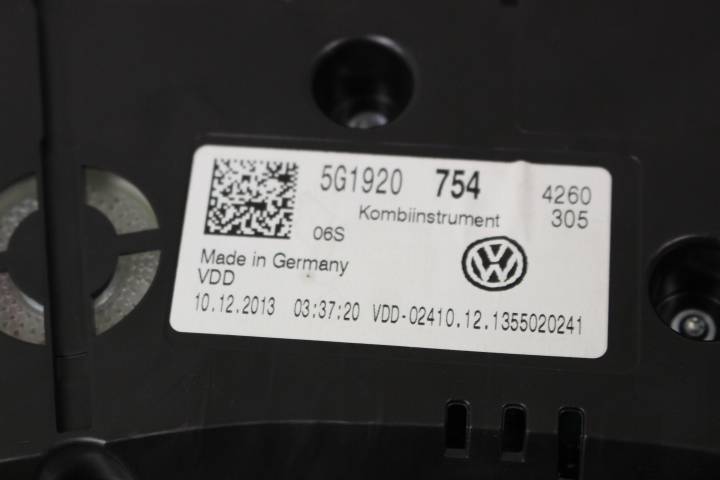 5G1920 754 4260
Kombiinstrument 305
06S
Made in Germany
VDD
10.12.2013 03:37:20 VDD-02410.12.1355020241